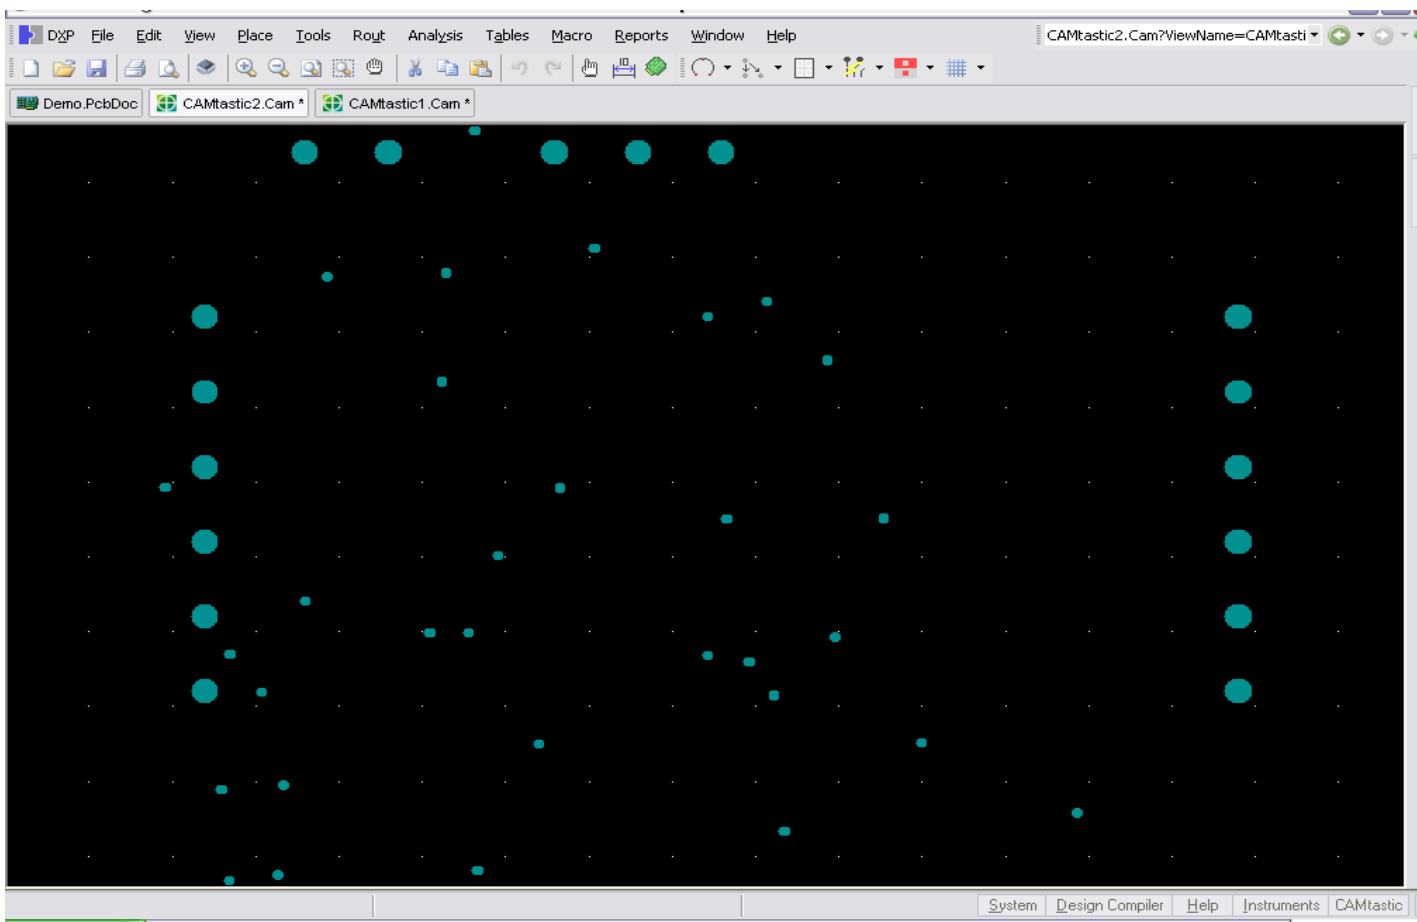 DXP File Edit View Place Tools Rout Analysis Tables Macro Reports Window Help CAMtastic2.Cam?ViewName=CAMtasti
Demo.PcbDoc CAMtastic2.Cam * CAMtastic1.Cam *
System Design Compiler Help Instruments CAMtastic